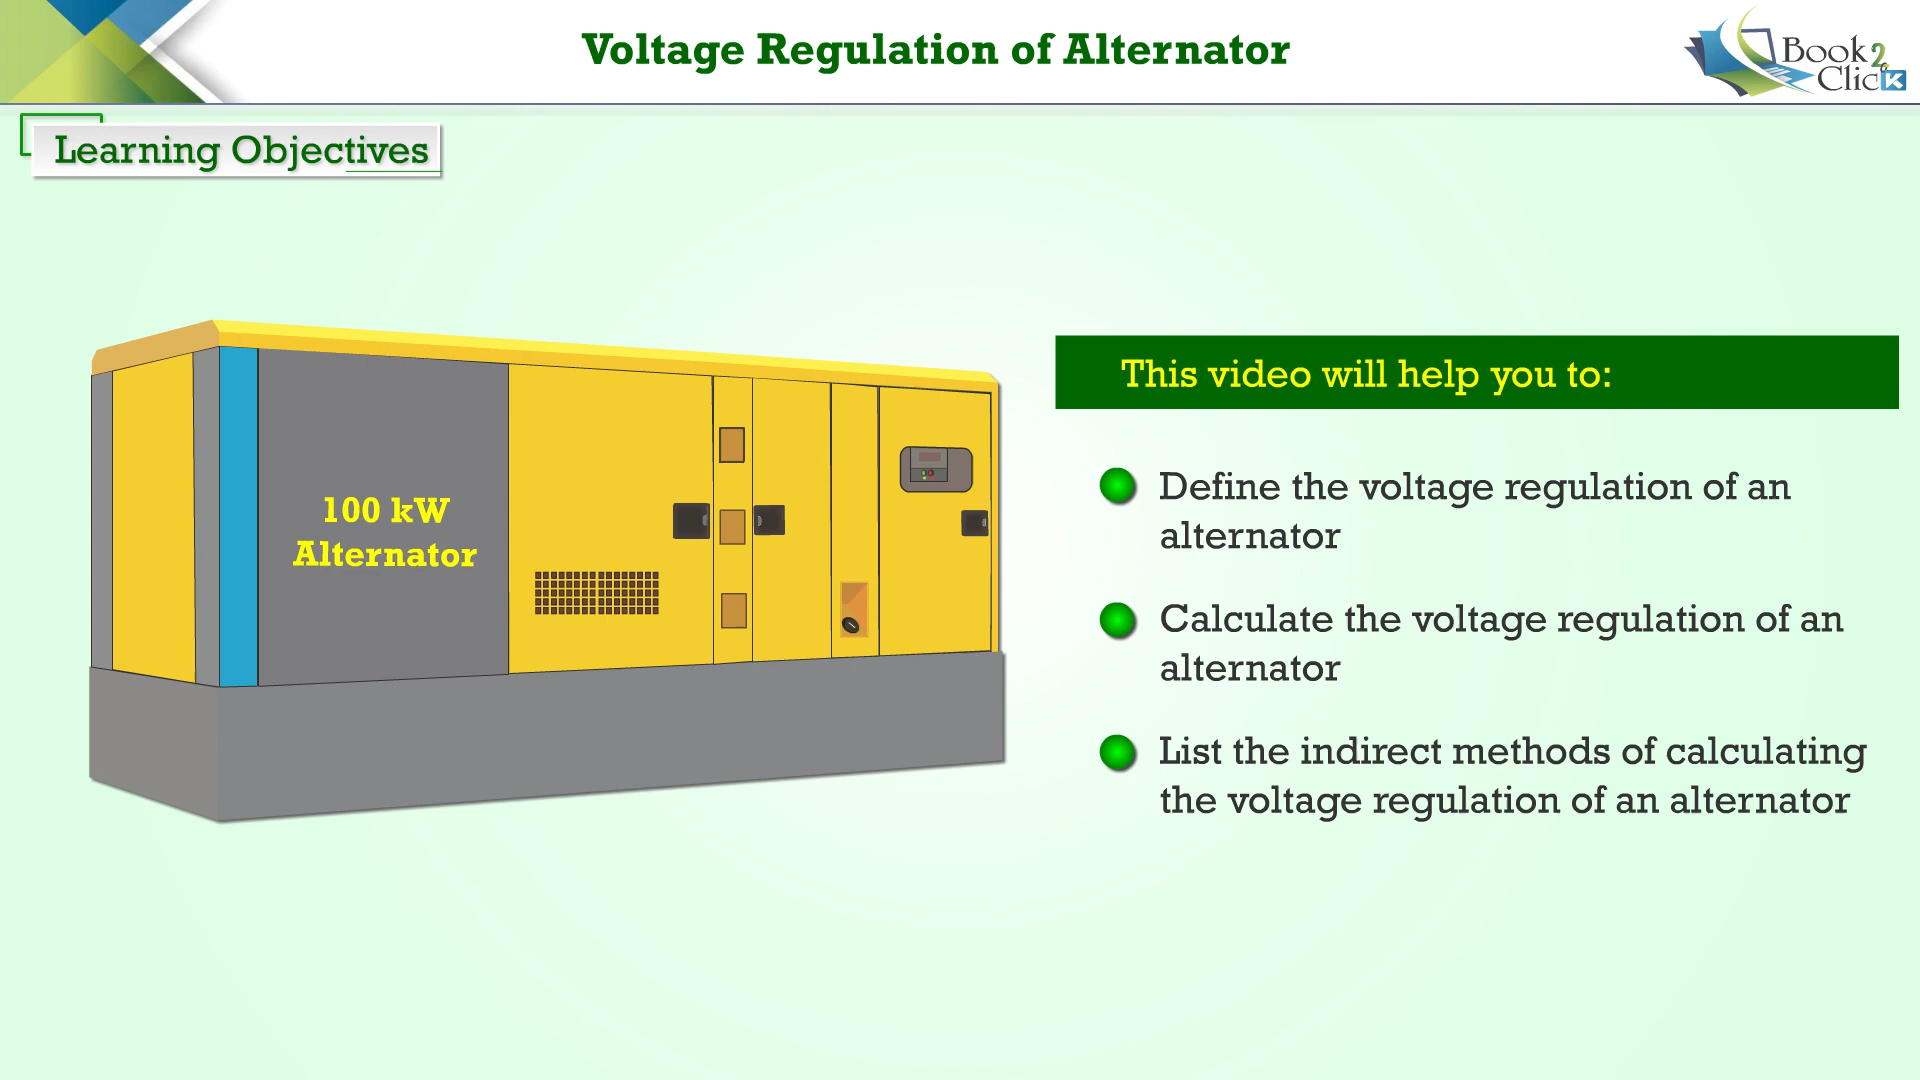 Voltage Regulation of Alternator
Book 2
Click
Learning Objectives
100 kW
Alternator
This video will help you to:
Define the voltage regulation of an
alternator
Calculate the voltage regulation of an
alternator
List the indirect methods of calculating
the voltage regulation of an alternator